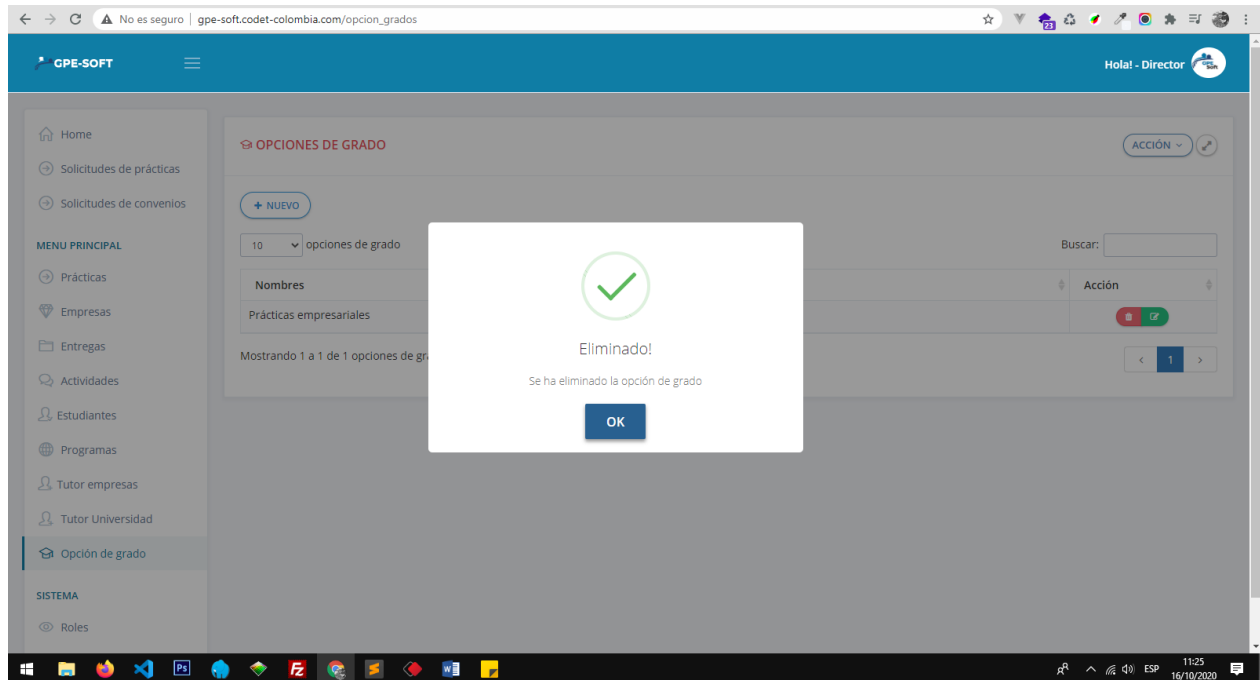 No es seguro | gpe-soft.codet-colombia.com/opcion_grados
23
GPE-SOFT
Hola! - Director
Home
Solicitudes de prácticas
Solicitudes de convenios
MENU PRINCIPAL
Prácticas
Empresas
Entregas
Actividades
Estudiantes
Programas
Tutor empresas
Tutor Universidad
Opción de grado
SISTEMA
Roles
OPCIONES DE GRADO
ACCIÓN
+ NUEVO
10 opciones de grado
Buscar:
Nombres Acción
Prácticas empresariales
Mostrando 1 a 1 de 1 opciones de
< 1 >
Eliminado!
Se ha eliminado la opción de grado
OK
Ps
Fz
W
ESP
11:25
16/10/2020